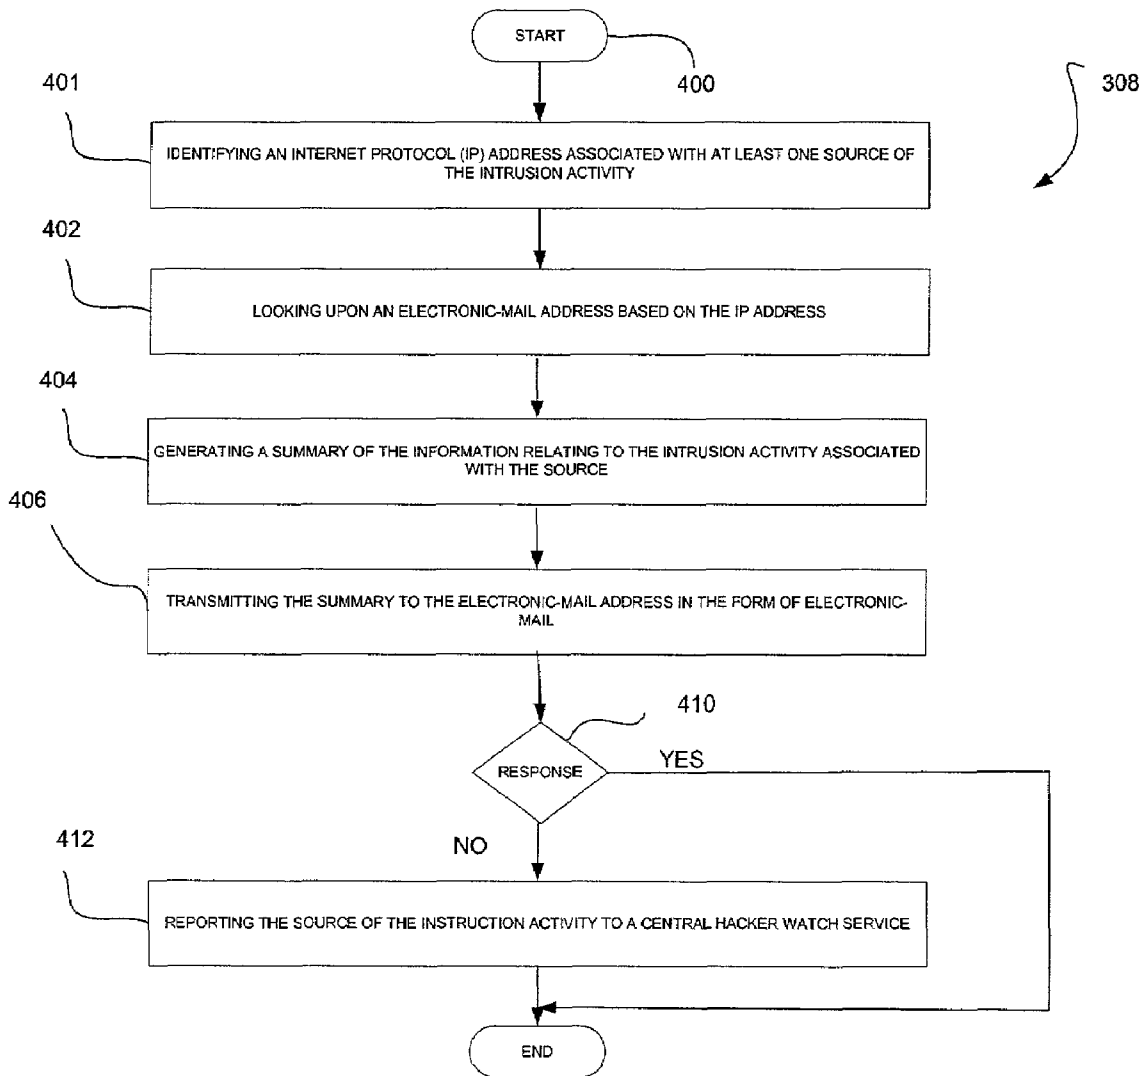 START
400
401
308
IDENTIFYING AN INTERNET PROTOCOL (IP) ADDRESS ASSOCIATED WITH AT LEAST ONE SOURCE OF
THE INTRUSION ACTIVITY
402
LOOKING UPON AN ELECTRONIC-MAIL ADDRESS BASED ON THE IP ADDRESS
404
GENERATING A SUMMARY OF THE INFORMATION RELATING TO THE INTRUSION ACTIVITY ASSOCIATED
WITH THE SOURCE
406
TRANSMITTING THE SUMMARY TO THE ELECTRONIC-MAIL ADDRESS IN THE FORM OF ELECTRONIC-
MAIL
410
RESPONSE
YES
NO
412
REPORTING THE SOURCE OF THE INSTRUCTION ACTIVITY TO A CENTRAL HACKER WATCH SERVICE
END